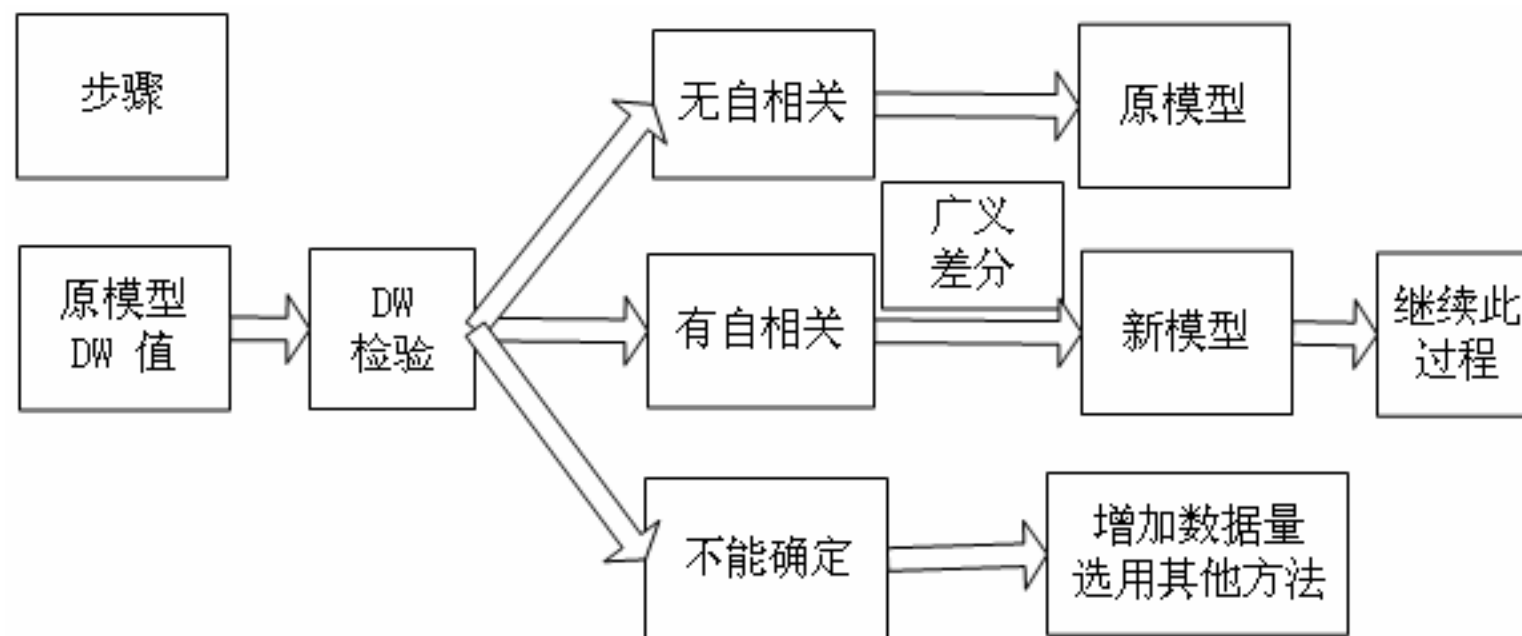 步骤
无自相关
原模型
广义
差分
原模型
DW 值
DW
检验
有自相关
新模型
继续此
过程
不能确定
增加数据量
选用其他方法